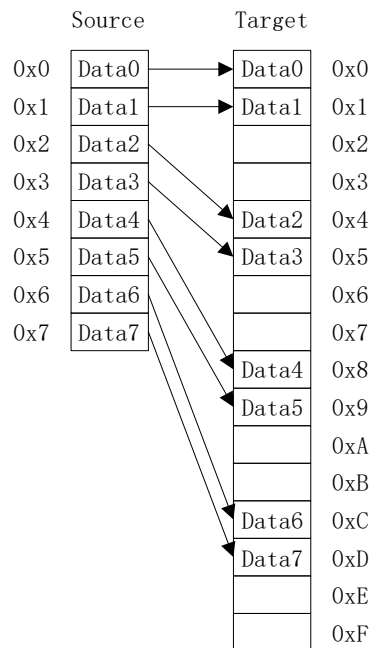 Source Target
0x0 Data0 Data0 0x0
0x1 Data1 Data1 0x1
0x2 Data2 0x2
0x3 Data3 0x3
0x4 Data4 Data2 0x4
0x5 Data5 Data3 0x5
0x6 Data6 0x6
0x7 Data7 0x7
Data4 0x8
Data5 0x9
0xA
0xB
Data6 0xC
Data7 0xD
0xE
0xF